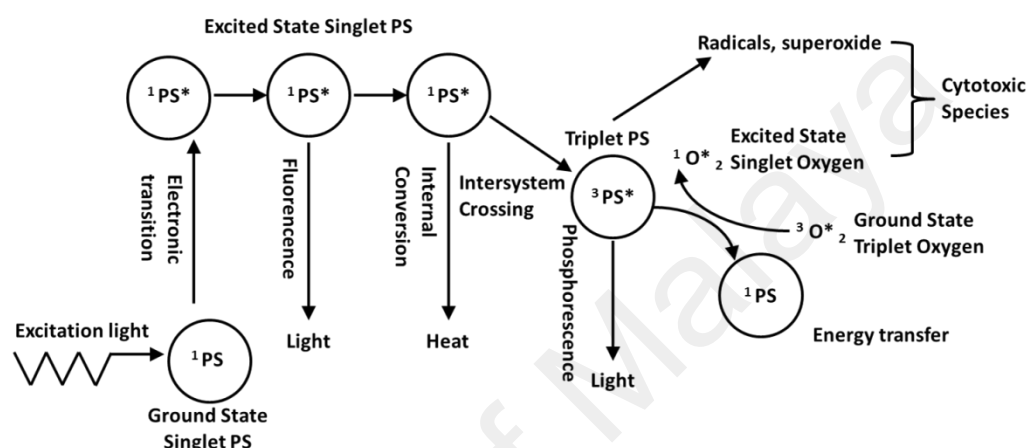 Excited State Singlet PS
¹PS*
¹PS*
¹PS*
Electronic
transition
Fluorencence
Internal
Conversion
Intersystem
Crossing
Excitation light
¹PS
Ground State
Singlet PS
Light
Heat
Triplet PS
³PS*
Phosphorescence
Light
Radicals, superoxide
Cytotoxic
Species
Excited State
¹O*₂ Singlet Oxygen
³O*₂ Ground State
Triplet Oxygen
¹PS
Energy transfer
of Malaya